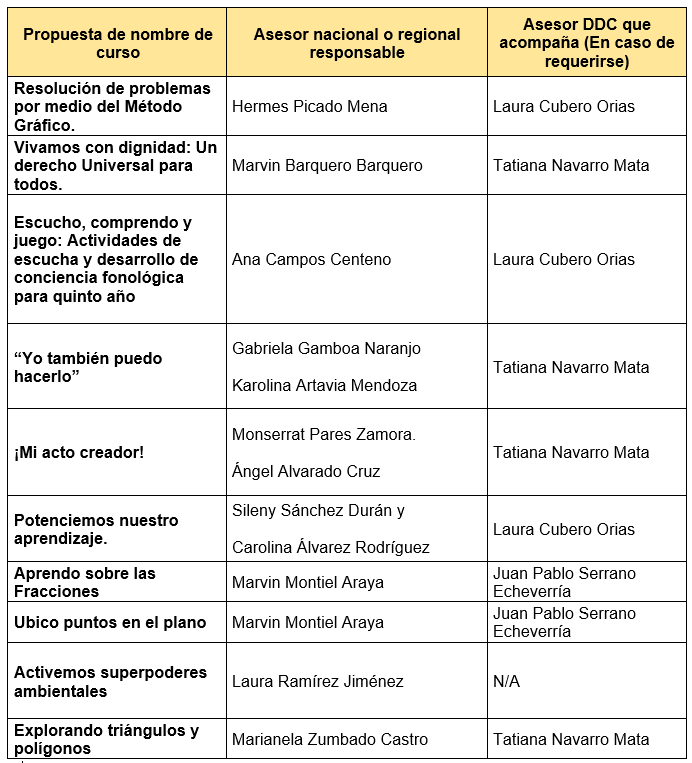 Propuesta de nombre de
curso
Asesor nacional o regional
responsable
Asesor DDC que
acompaña (En caso de
requerirse)
Resolución de problemas
por medio del Método
Gráfico.
Hermes Picado Mena
Laura Cubero Orias
Vivamos con dignidad: Un
derecho Universal para
todos.
Marvin Barquero Barquero
Tatiana Navarro Mata
Escucho, comprendo y
juego: Actividades de
escucha y desarrollo de
conciencia fonológica
para quinto año
Ana Campos Centeno
Laura Cubero Orias
“Yo también puedo
hacerlo”
Gabriela Gamboa Naranjo
Karolina Artavia Mendoza
Tatiana Navarro Mata
¡Mi acto creador!
Monserrat Pares Zamora.
Ángel Alvarado Cruz
Tatiana Navarro Mata
Potenciemos nuestro
aprendizaje.
Sileny Sánchez Durán y
Carolina Álvarez Rodríguez
Laura Cubero Orias
Aprendo sobre las
Fracciones
Marvin Montiel Araya
Juan Pablo Serrano
Echeverría
Ubico puntos en el plano
Marvin Montiel Araya
Juan Pablo Serrano
Echeverría
Activemos superpoderes
ambientales
Laura Ramírez Jiménez
N/A
Explorando triángulos y
polígonos
Marianela Zumbado Castro
Tatiana Navarro Mata